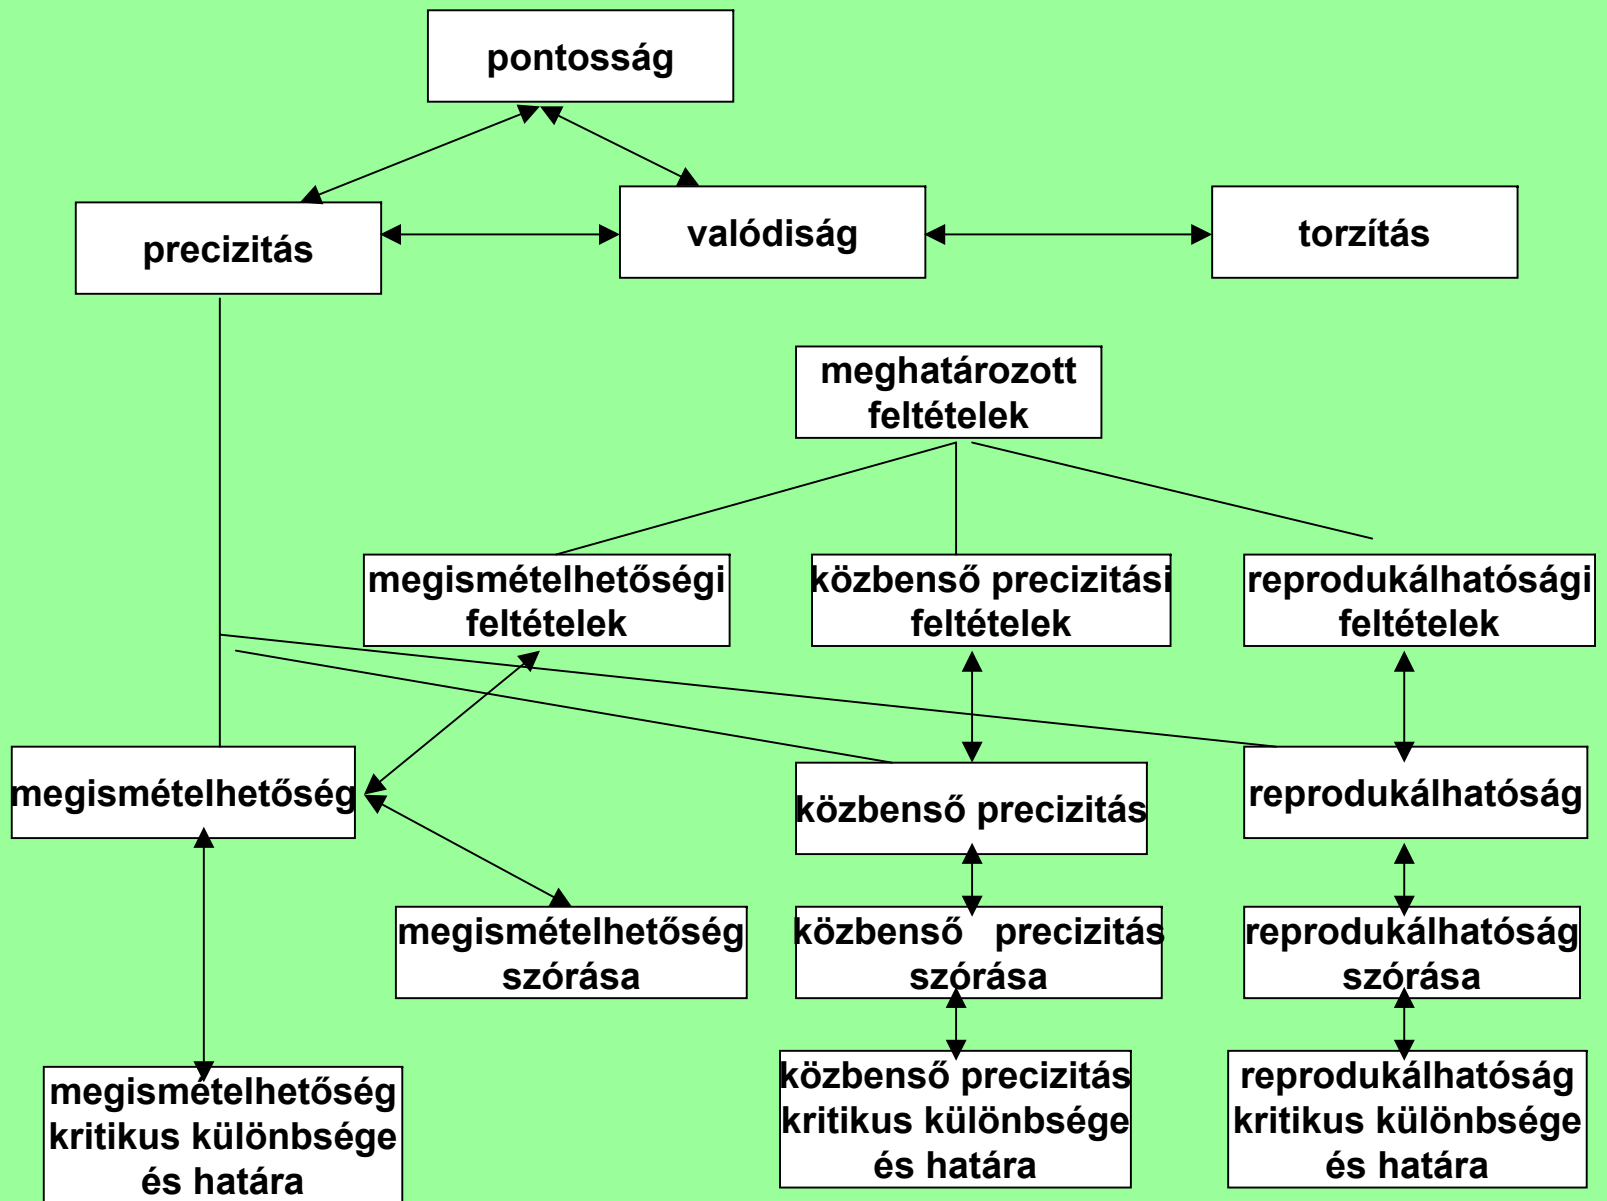 pontosság
precizitás
valódiság
torzítás
meghatározott
feltételek
megismételhetőségi
feltételek
közbenső precizitási
feltételek
reprodukálhatósági
feltételek
megismételhetőség
közbenső precizitás
reprodukálhatóság
megismételhetőség
szórása
közbenső precizitás
szórása
reprodukálhatóság
szórása
megismételhetőség
kritikus különbsége
és határa
közbenső precizitás
kritikus különbsége
és határa
reprodukálhatóság
kritikus különbsége
és határa